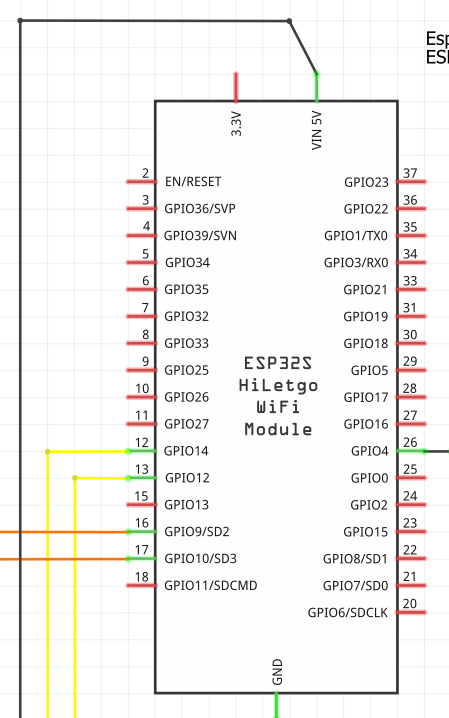 Esp
ESI
3.3V
VIN 5V
2 EN/RESET
3 GPIO36/SVP
4 GPIO39/SVN
5 GPIO34
6 GPIO35
7 GPIO32
8 GPIO33
9 GPIO25
10 GPIO26
11 GPIO27
12 GPIO14
13 GPIO12
15 GPIO13
16 GPIO9/SD2
17 GPIO10/SD3
18 GPIO11/SDCMD
ESP32S
HiLetgo
WiFi
Module
GPIO23 37
GPIO22 36
GPIO1/TX0 35
GPIO3/RX0 34
GPIO21 33
GPIO19 31
GPIO18 30
GPIO5 29
GPIO17 28
GPIO16 27
GPIO4 26
GPIO0 25
GPIO2 24
GPIO15 23
GPIO8/SD1 22
GPIO7/SD0 21
GPIO6/SDCLK 20
GND